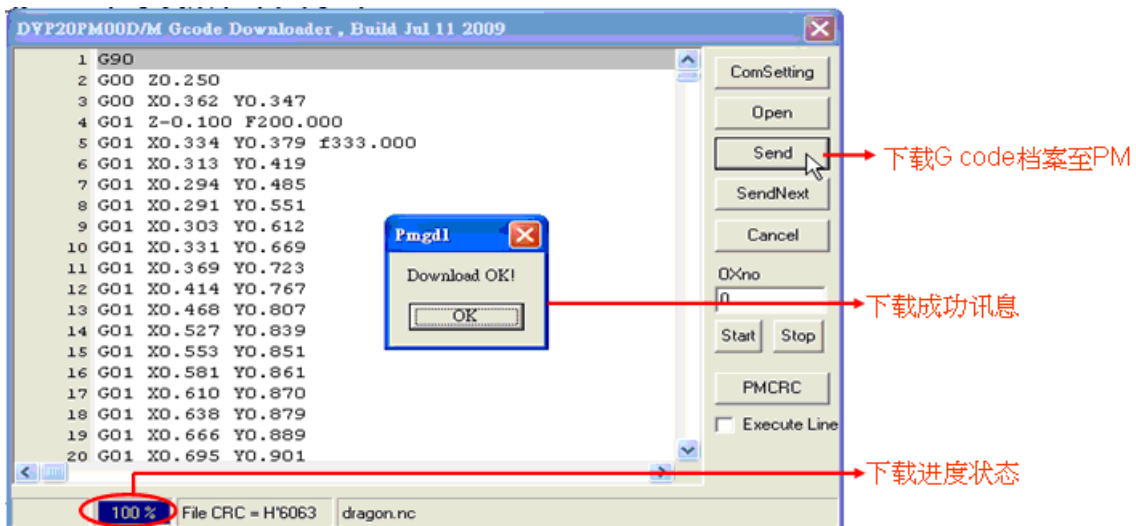 DVP20PM00D/M Gcode Downloader , Build Jul 11 2009
1 G90
2 G00 Z0.250
3 G00 X0.362 Y0.347
4 G01 Z-0.100 F200.000
5 G01 X0.334 Y0.379 f333.000
6 G01 X0.313 Y0.419
7 G01 X0.294 Y0.485
8 G01 X0.291 Y0.551
9 G01 X0.303 Y0.612
10 G01 X0.331 Y0.669
11 G01 X0.369 Y0.723
12 G01 X0.414 Y0.767
13 G01 X0.468 Y0.807
14 G01 X0.527 Y0.839
15 G01 X0.553 Y0.851
16 G01 X0.581 Y0.861
17 G01 X0.610 Y0.870
18 G01 X0.638 Y0.879
19 G01 X0.666 Y0.889
20 G01 X0.695 Y0.901
Pmgdl
Download OK!
OK
ComSetting
Open
Send
下载G code档案至PM
SendNext
Cancel
OXno
0
下载成功讯息
Start Stop
PMCRC
Execute Line
下载进度状态
100 % File CRC = H'6063 dragon.nc